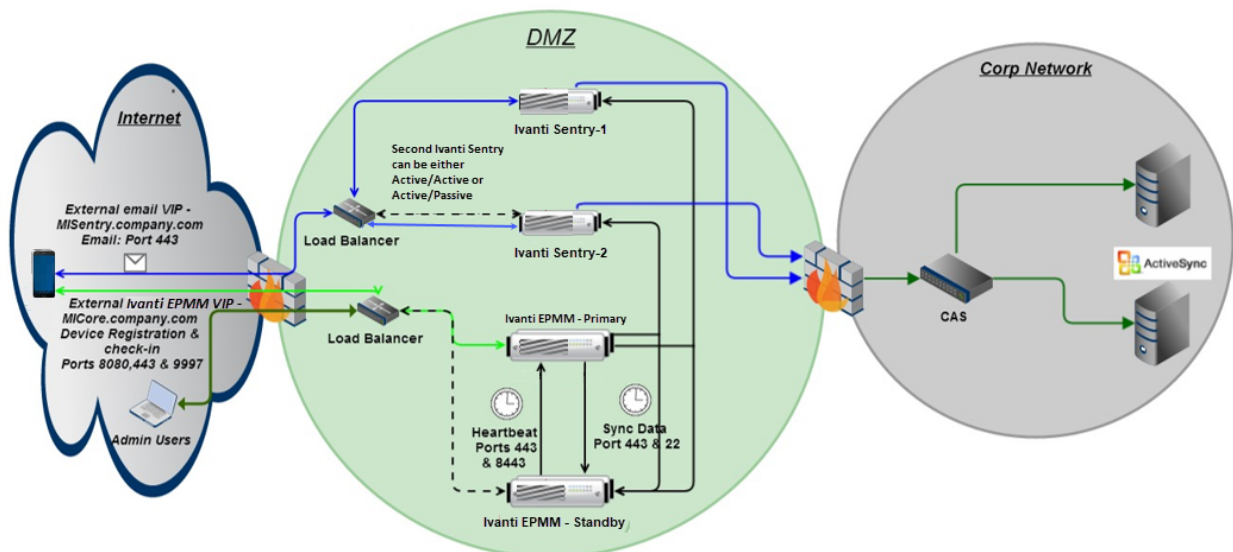 DMZ
Corp Network
Internet
External email VIP -
MISentry.company.com
Email: Port 443
External Ivanti EPMM VIP -
MICore.company.com
Device Registration &
check-in
Ports 8080,443 & 9997
Admin Users
Ivanti Sentry-1
Second Ivanti Sentry
can be either
Active/Active or
Active/Passive
Load Balancer
Ivanti Sentry-2
Load Balancer
Ivanti EPMM - Primary
Heartbeat
Ports 443
& 8443
Sync Data
Port 443 & 22
Ivanti EPMM - Standby
CAS
ActiveSync